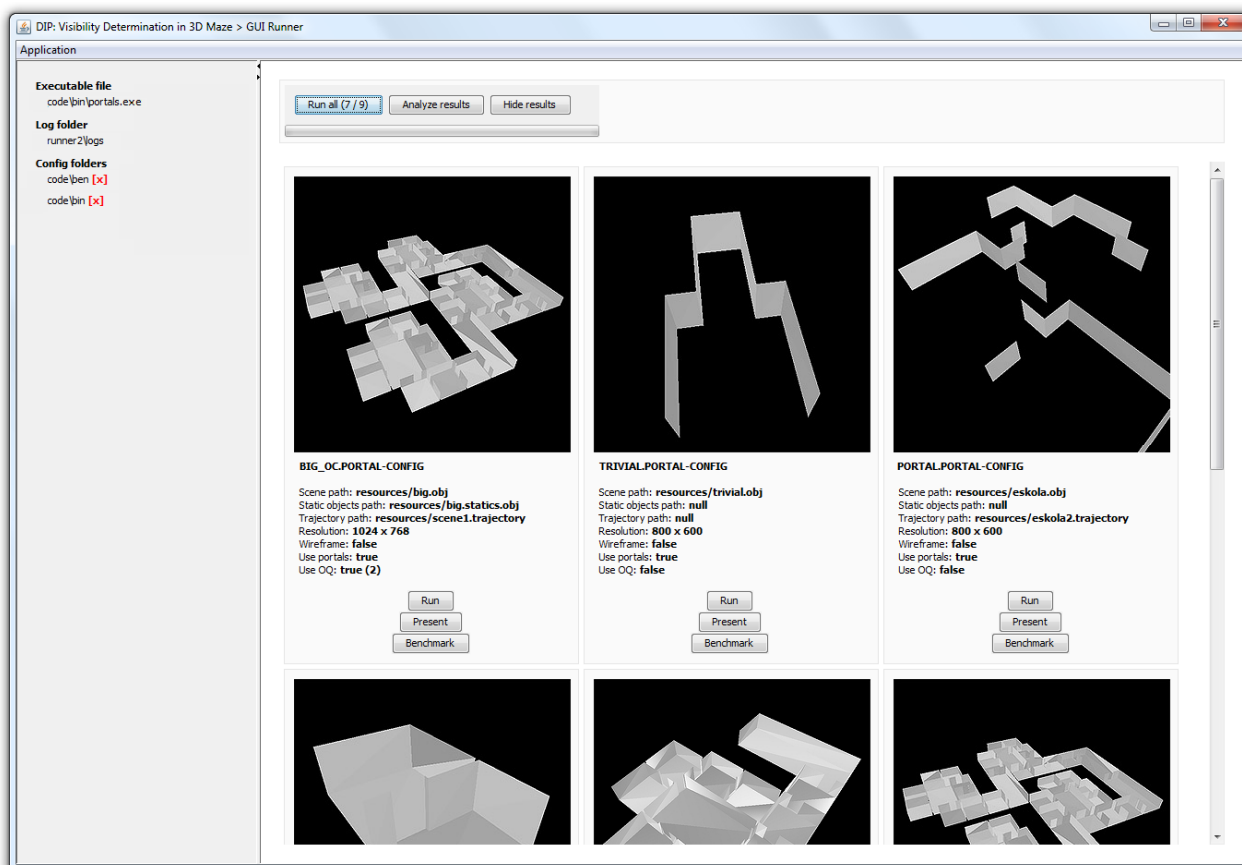 DIP: Visibility Determination in 3D Maze > GUI Runner
Application
Executable file
code\bin\portals.exe
Log folder
runner2\logs
Config folders
code\ben [x]
code\bin [x]
Run all (7 / 9)
Analyze results
Hide results
BIG_OC.PORTAL-CONFIG
Scene path: resources/big.obj
Static objects path: resources/big.statics.obj
Trajectory path: resources/scene1.trajectory
Resolution: 1024 x 768
Wireframe: false
Use portals: true
Use OQ: true (2)
Run
Present
Benchmark
TRIVIAL.PORTAL-CONFIG
Scene path: resources/trivial.obj
Static objects path: null
Trajectory path: null
Resolution: 800 x 600
Wireframe: false
Use portals: true
Use OQ: false
Run
Present
Benchmark
PORTAL.PORTAL-CONFIG
Scene path: resources/eskola.obj
Static objects path: null
Trajectory path: resources/eskola2.trajectory
Resolution: 800 x 600
Wireframe: false
Use portals: true
Use OQ: false
Run
Present
Benchmark